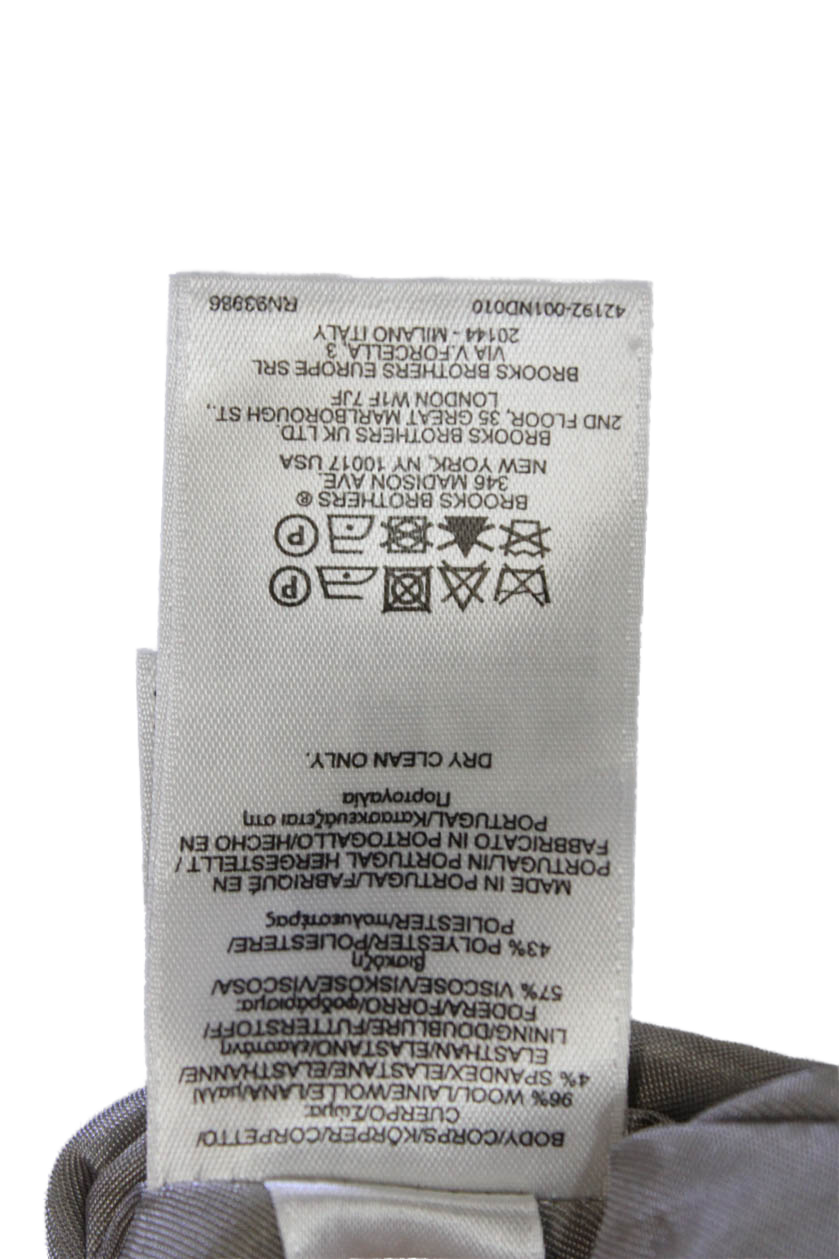 BODY/CORPS/KÖRPER/CORPETTO/
CUERPO/Σώμα:
96% WOOL/LAINE/WOLLE/LANA/μαλλί
4% SPANDEX/ELASTANE/ELASTHANNE/
ELASTHAN/ELASTANO/ελαστάνη
LINING/DOUBLURE/FUTTERSTOFF/
FODERA/FORRO/φοδράρισμα:
57% VISCOSE/VISKOSE/VISCOSA/
βισκόζη
43% POLYESTER/POLIESTERE/
POLIESTER/πολυεστέρας
MADE IN PORTUGAL/FABRIQUÉ EN
PORTUGAL/IN PORTUGAL HERGESTELLT /
FABBRICATO IN PORTOGALLO/HECHO EN
PORTUGAL/Κατασκευάζεται στη
Πορτογαλία
DRY CLEAN ONLY.
P
P
BROOKS BROTHERS ®
346 MADISON AVE.
NEW YORK, NY 10017 USA
BROOKS BROTHERS UK LTD.
2ND FLOOR, 35 GREAT MARLBOROUGH ST.,
LONDON W1F 7JF
BROOKS BROTHERS EUROPE SRL
VIA V.FORCELLA, 3
20144 - MILANO ITALY
42192-001ND010 RN93986